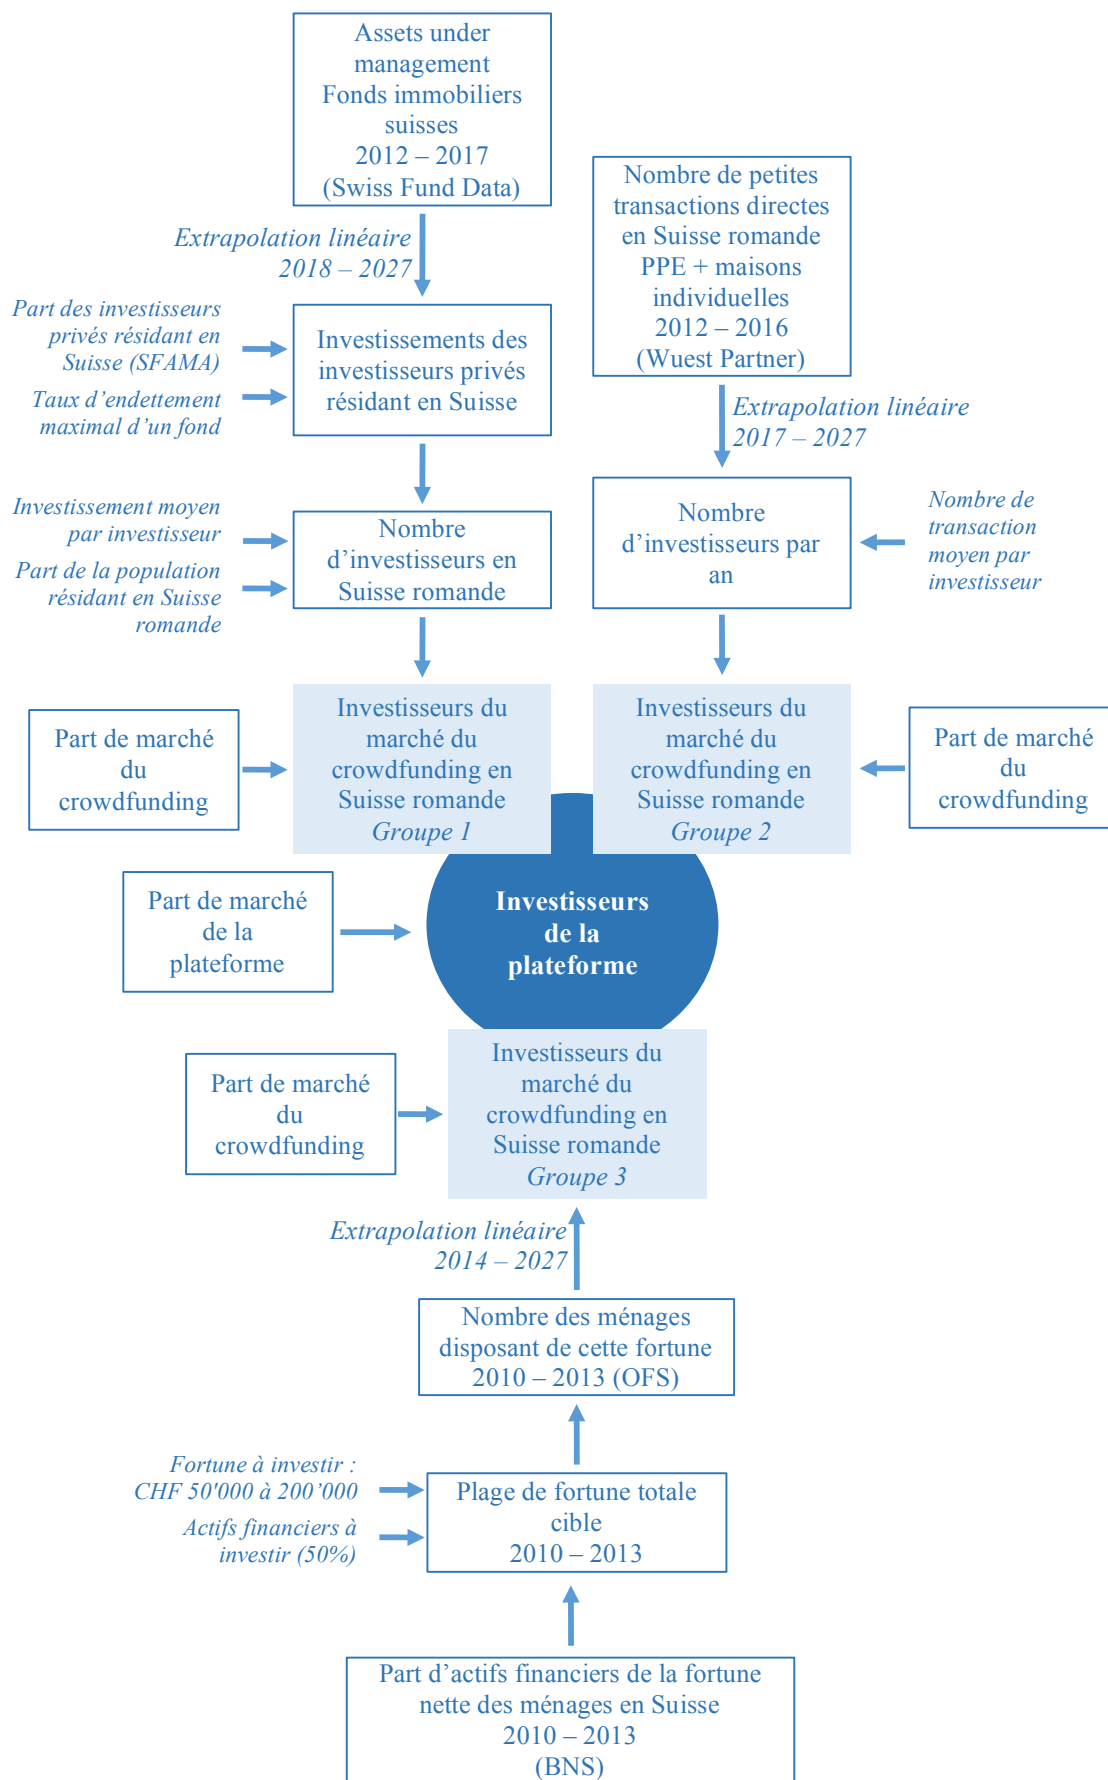 Assets under
management
Fonds immobiliers
suisses
2012 – 2017
(Swiss Fund Data)
Nombre de petites
transactions directes
en Suisse romande
PPE + maisons
individuelles
2012 – 2016
(Wuest Partner)
Extrapolation linéaire
2018 – 2027
Part des investisseurs
privés résidant en
Suisse (SFAMA)
Taux d’endettement
maximal d’un fond
Investissements des
investisseurs privés
résidant en Suisse
Extrapolation linéaire
2017 – 2027
Investissement moyen
par investisseur
Part de la population
résidant en Suisse
romande
Nombre
d’investisseurs en
Suisse romande
Nombre
d’investisseurs par
an
Nombre de
transaction
moyen par
investisseur
Part de marché
du
crowdfunding
Investisseurs du
marché du
crowdfunding en
Suisse romande
Groupe 1
Investisseurs du
marché du
crowdfunding en
Suisse romande
Groupe 2
Part de marché
du
crowdfunding
Part de marché
de la
plateforme
Investisseurs
de la
plateforme
Part de marché
du
crowdfunding
Investisseurs du
marché du
crowdfunding en
Suisse romande
Groupe 3
Extrapolation linéaire
2014 – 2027
Nombre des ménages
disposant de cette fortune
2010 – 2013 (OFS)
Fortune à investir :
CHF 50'000 à 200’000
Actifs financiers à
investir (50%)
Plage de fortune totale
cible
2010 – 2013
Part d’actifs financiers de la fortune
nette des ménages en Suisse
2010 – 2013
(BNS)